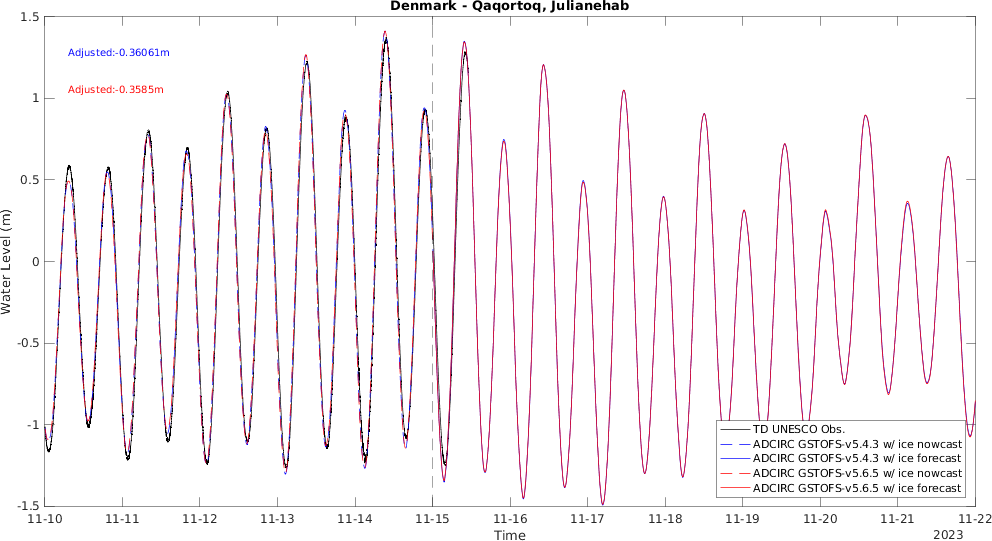 Denmark - Qaqortoq, Julianehab
Adjusted:-0.36061m
Adjusted:-0.3585m
Water Level (m)
1.5
1
0.5
0
-0.5
-1
-1.5
TD UNESCO Obs.
ADCIRC GSTOFS-v5.4.3 w/ ice nowcast
ADCIRC GSTOFS-v5.4.3 w/ ice forecast
ADCIRC GSTOFS-v5.6.5 w/ ice nowcast
ADCIRC GSTOFS-v5.6.5 w/ ice forecast
11-10 11-11 11-12 11-13 11-14 11-15 11-16 11-17 11-18 11-19 11-20 11-21 11-22
Time
2023